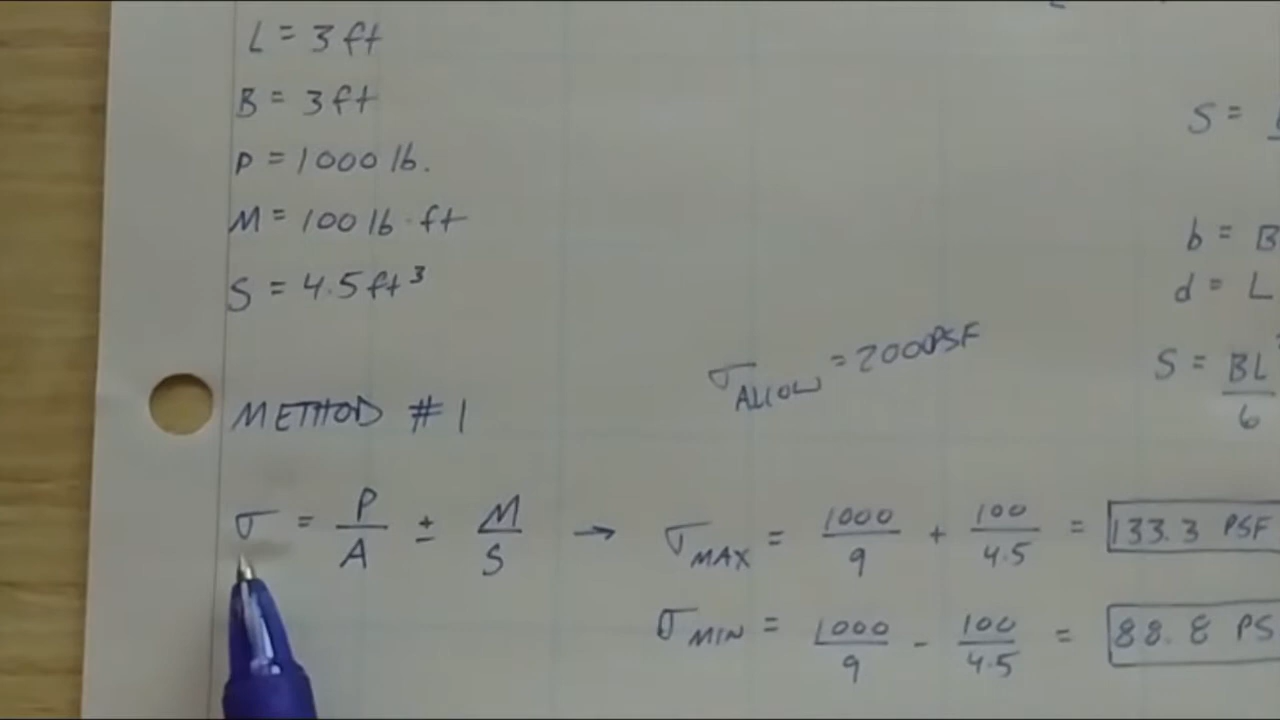 L = 3 ft
B = 3 ft
P = 1000 lb.
M = 100 lb·ft
S = 4.5 ft³
S =
b = B
d = L
σ ALLOW = 2000 PSF
S = BL / 6
METHOD #1
σ = P/A ± M/S → σ MAX = 1000/9 + 100/4.5 = 133.3 PSF
σ MIN = 1000/9 - 100/4.5 = 88.8 PS